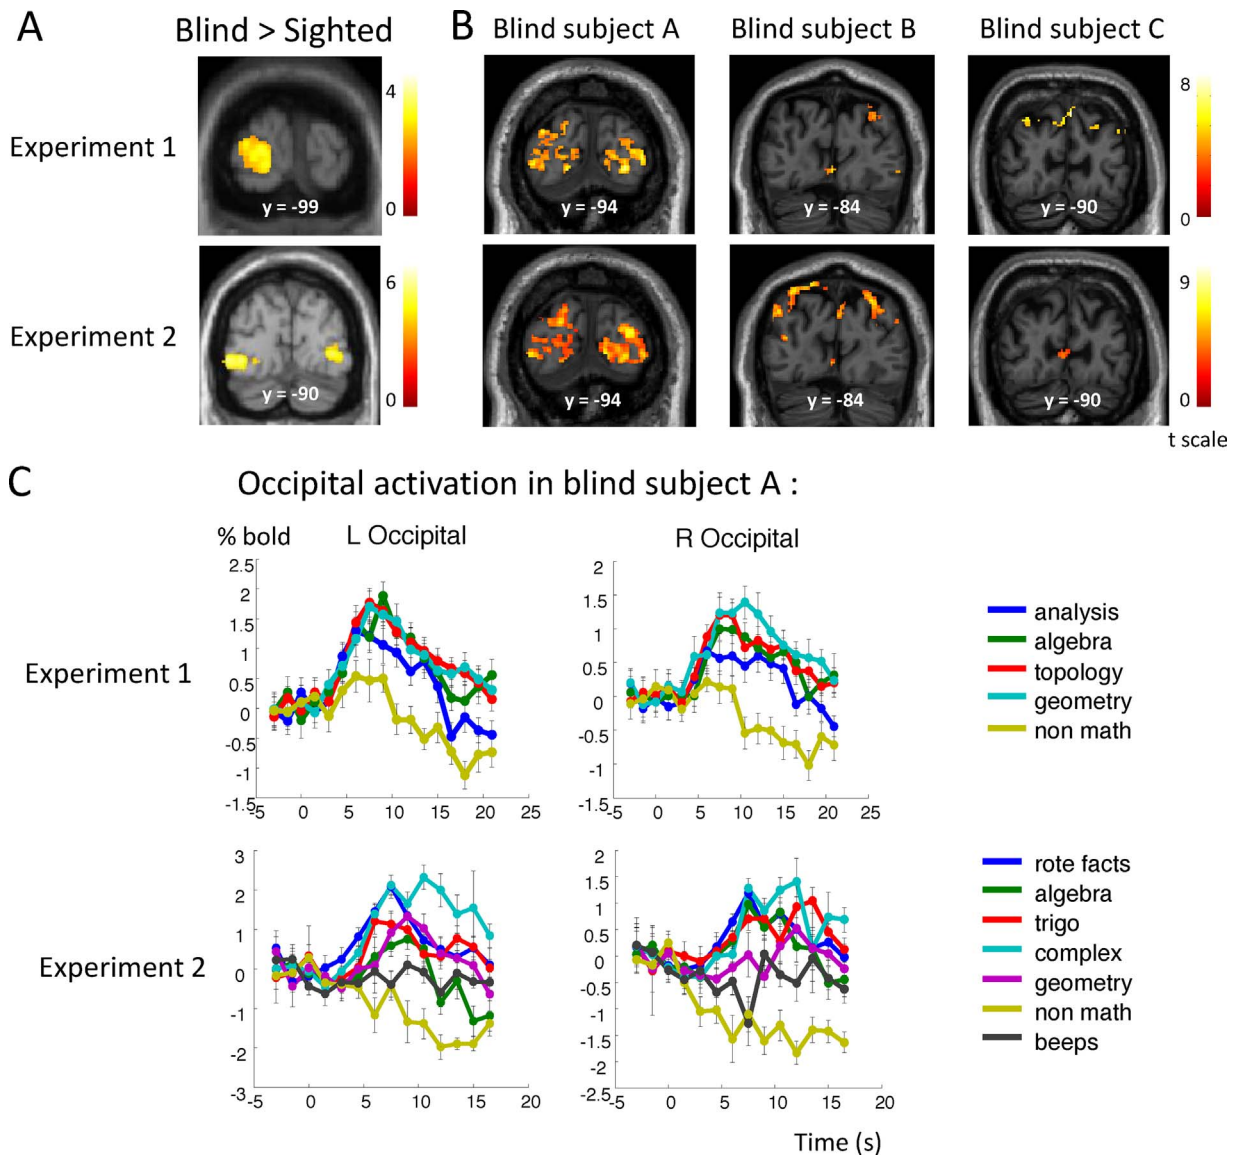 A Blind > Sighted B Blind subject A Blind subject B Blind subject C
Experiment 1
4
0
y = -99
y = -94
y = -84
y = -90
8
0
Experiment 2
6
0
y = -90
y = -94
y = -84
y = -90
9
0
t scale
C Occipital activation in blind subject A :
% bold L Occipital R Occipital
Experiment 1
2.5
2
1.5
1
0.5
0
-0.5
-1
-1.5
-5 0 5 10 15 20 25
2
1.5
1
0.5
0
-0.5
-1
-1.5
-5 0 5 10 15 20 25
analysis
algebra
topology
geometry
non math
Experiment 2
3
2
1
0
-1
-2
-3
-5 0 5 10 15 20
2
1.5
1
0.5
0
-0.5
-1
-1.5
-2
-2.5
-5 0 5 10 15 20
rote facts
algebra
trigo
complex
geometry
non math
beeps
Time (s)